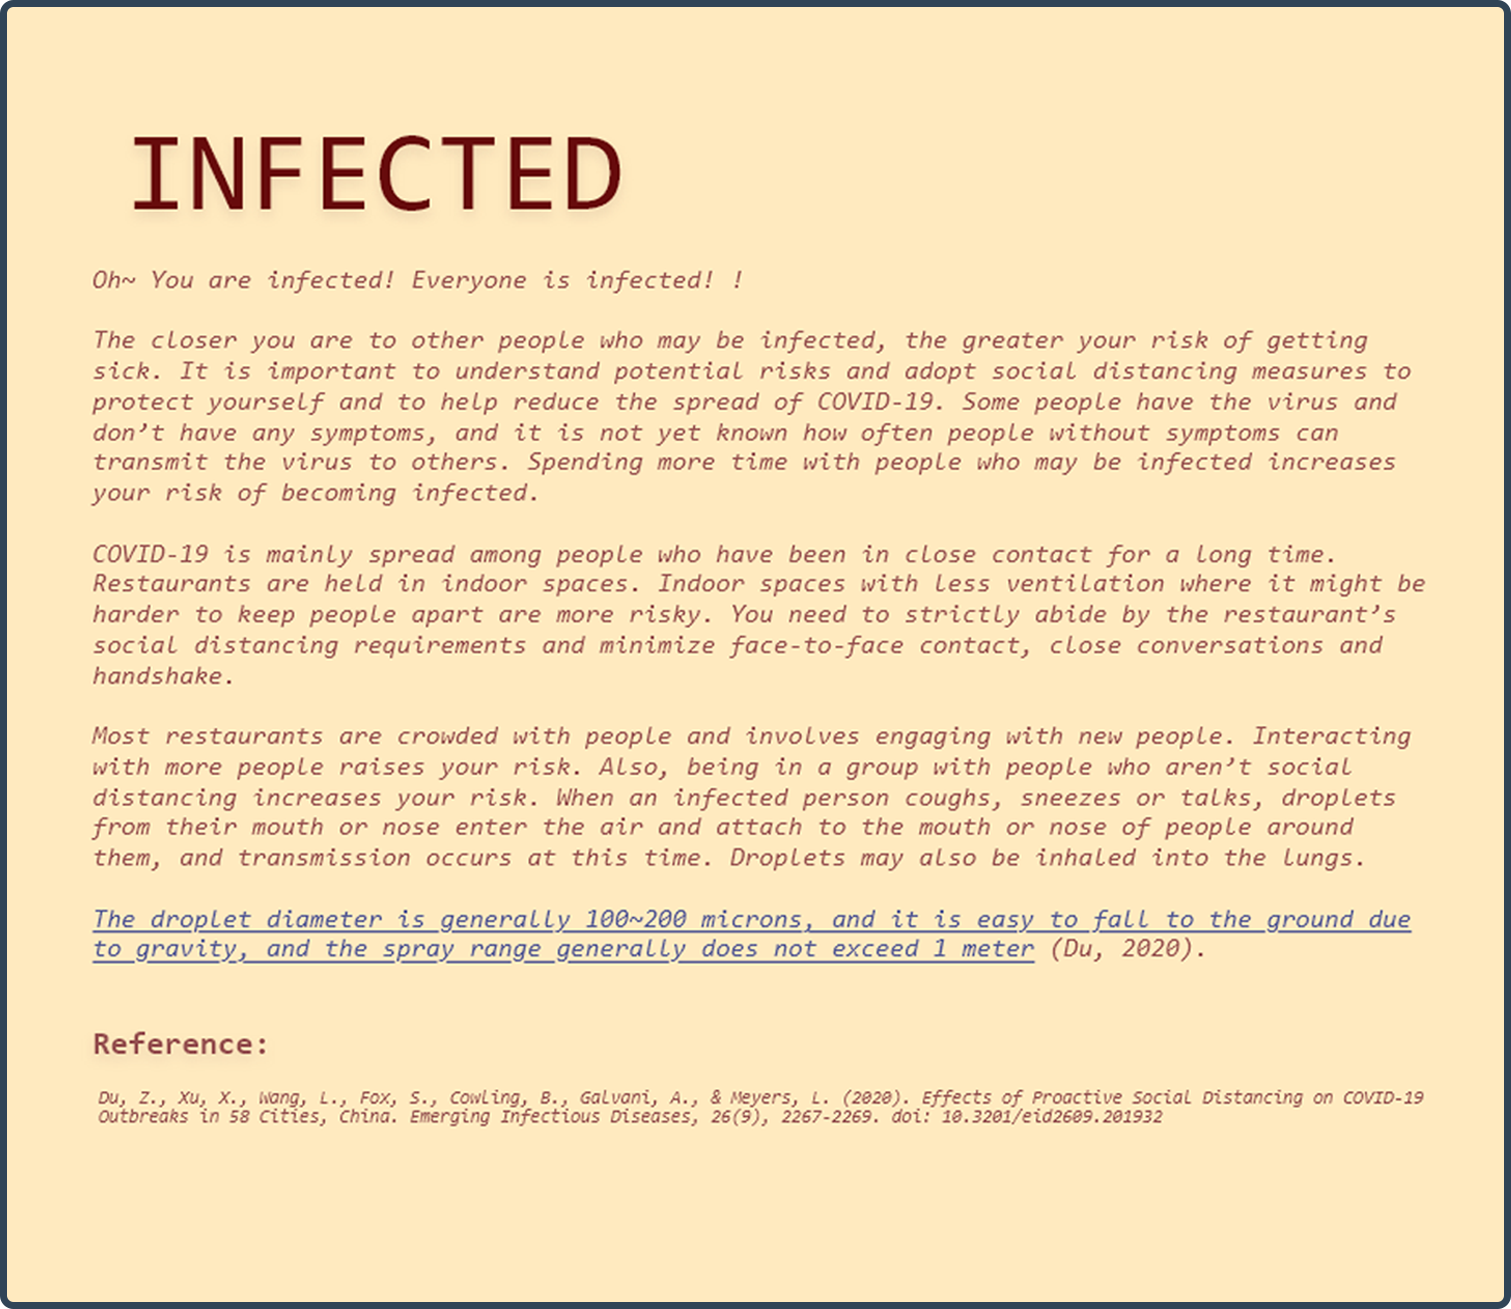 INFECTED
Oh~ You are infected! Everyone is infected! !
The closer you are to other people who may be infected, the greater your risk of getting
sick. It is important to understand potential risks and adopt social distancing measures to
protect yourself and to help reduce the spread of COVID-19. Some people have the virus and
don’t have any symptoms, and it is not yet known how often people without symptoms can
transmit the virus to others. Spending more time with people who may be infected increases
your risk of becoming infected.
COVID-19 is mainly spread among people who have been in close contact for a long time.
Restaurants are held in indoor spaces. Indoor spaces with less ventilation where it might be
harder to keep people apart are more risky. You need to strictly abide by the restaurant’s
social distancing requirements and minimize face-to-face contact, close conversations and
handshake.
Most restaurants are crowded with people and involves engaging with new people. Interacting
with more people raises your risk. Also, being in a group with people who aren’t social
distancing increases your risk. When an infected person coughs, sneezes or talks, droplets
from their mouth or nose enter the air and attach to the mouth or nose of people around
them, and transmission occurs at this time. Droplets may also be inhaled into the lungs.
The droplet diameter is generally 100~200 microns, and it is easy to fall to the ground due
to gravity, and the spray range generally does not exceed 1 meter (Du, 2020).
Reference:
Du, Z., Xu, X., Wang, L., Fox, S., Cowling, B., Galvani, A., & Meyers, L. (2020). Effects of Proactive Social Distancing on COVID-19
Outbreaks in 58 Cities, China. Emerging Infectious Diseases, 26(9), 2267-2269. doi: 10.3201/eid2609.201932